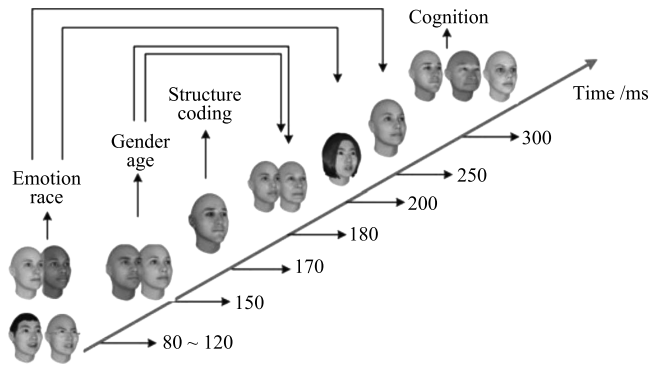 Cognition
Time /ms
Structure
coding
300
Gender
age
250
Emotion
race
200
180
170
150
80 ~ 120